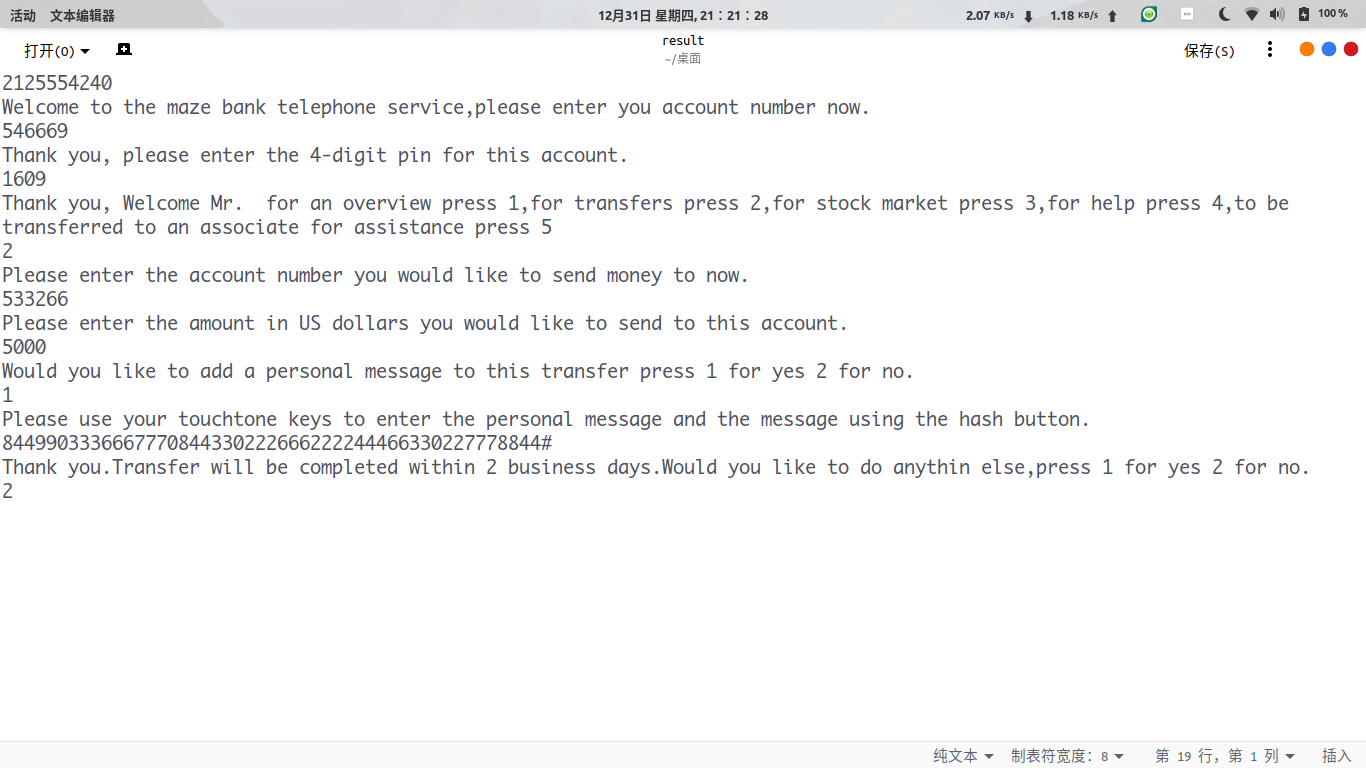 活动 文本编辑器 12月31日 星期四, 21:21:28 2.07 KB/s 1.18 KB/s 100%
打开(O) result 保存(S)
~/桌面
2125554240
Welcome to the maze bank telephone service,please enter you account number now.
546669
Thank you, please enter the 4-digit pin for this account.
1609
Thank you, Welcome Mr.  for an overview press 1,for transfers press 2,for stock market press 3,for help press 4,to be
transferred to an associate for assistance press 5
2
Please enter the account number you would like to send money to now.
533266
Please enter the amount in US dollars you would like to send to this account.
5000
Would you like to add a personal message to this transfer press 1 for yes 2 for no.
1
Please use your touchtone keys to enter the personal message and the message using the hash button.
84499033366677708443302226662222444663302277778844#
Thank you.Transfer will be completed within 2 business days.Would you like to do anythin else,press 1 for yes 2 for no.
2
纯文本 制表符宽度: 8 第 19 行, 第 1 列 插入